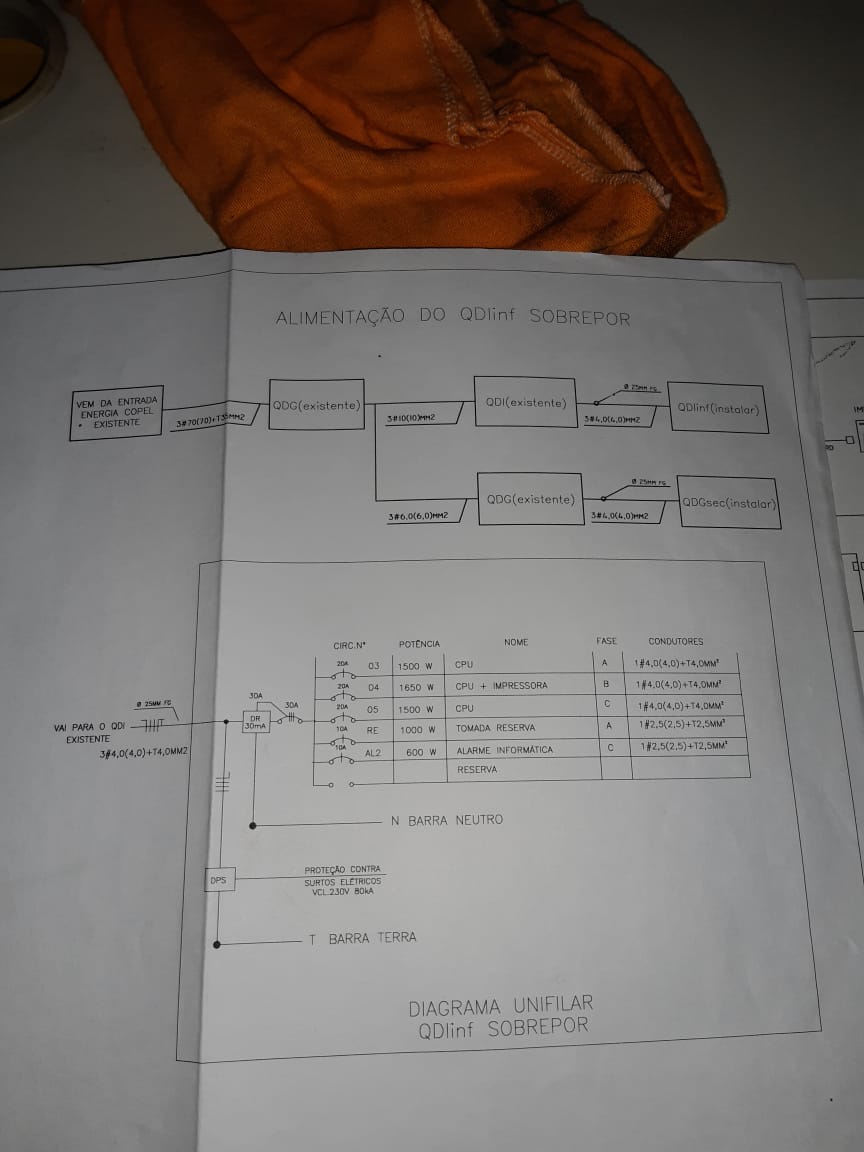 ALIMENTAÇÃO DO QDIinf SOBREPOR
VEM DA ENTRADA
ENERGIA COPEL
EXISTENTE
3#70(70)+T35MM2
QDG(existente)
3#10(10)MM2
QDI(existente)
Ø 25MM FG
3#4,0(4,0)MM2
QDIinf(instalar)
3#6,0(6,0)MM2
QDG(existente)
Ø 25MM FG
3#4,0(4,0)MM2
QDGsec(instalar)
CIRC.Nº POTÊNCIA NOME FASE CONDUTORES
20A 03 1500 W CPU A 1#4,0(4,0)+T4,0MM²
20A 04 1650 W CPU + IMPRESSORA B 1#4,0(4,0)+T4,0MM²
20A 05 1500 W CPU C 1#4,0(4,0)+T4,0MM²
10A RE 1000 W TOMADA RESERVA A 1#2,5(2,5)+T2,5MM²
10A AL2 600 W ALARME INFORMÁTICA C 1#2,5(2,5)+T2,5MM²
RESERVA
30A
DR
30mA
30A
Ø 25MM FG
VAI PARA O QDI
EXISTENTE
3#4,0(4,0)+T4,0MM2
N BARRA NEUTRO
DPS
PROTEÇÃO CONTRA
SURTOS ELÉTRICOS
VCL.230V 80kA
T BARRA TERRA
DIAGRAMA UNIFILAR
QDIinf SOBREPOR